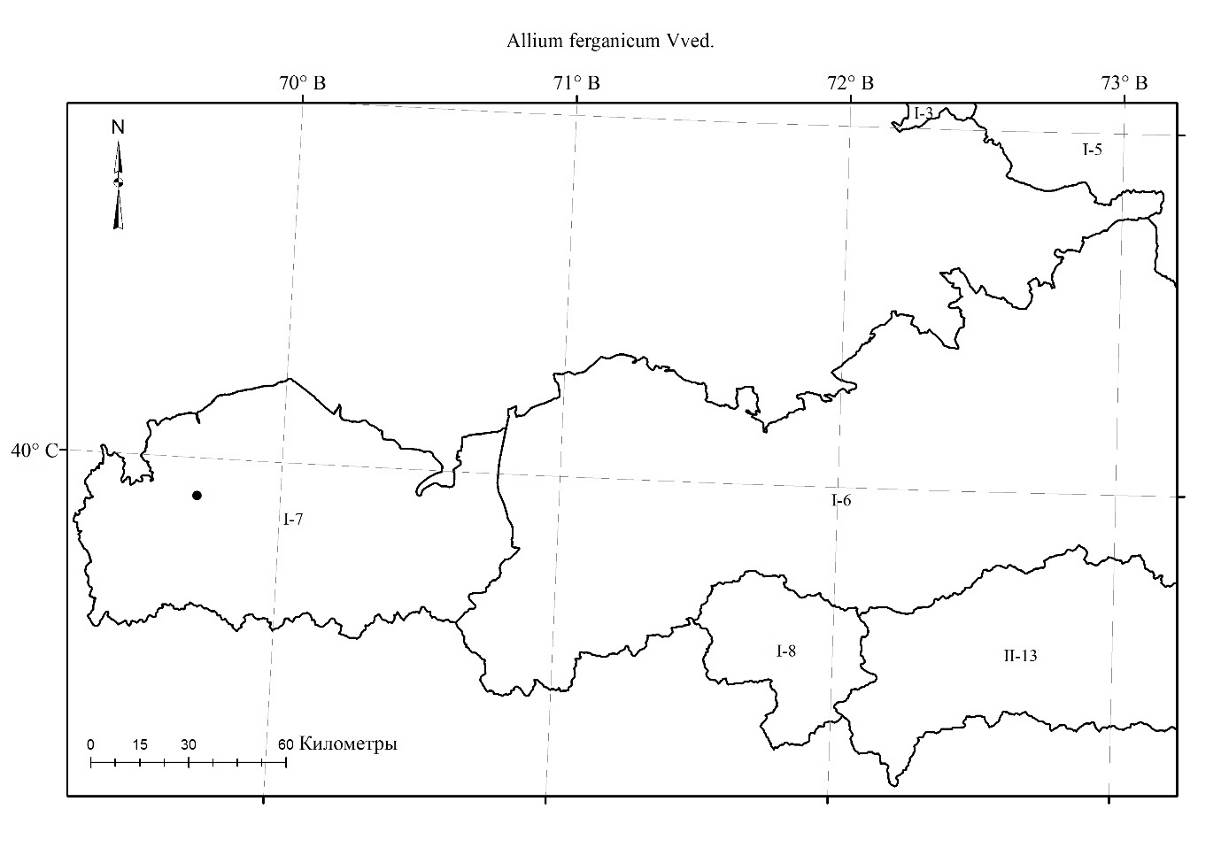 Allium ferganicum Vved.
70° В 71° В 72° В 73° В
N
I-3
I-5
40° С
I-7
I-6
I-8
II-13
0 15 30 60 Километры